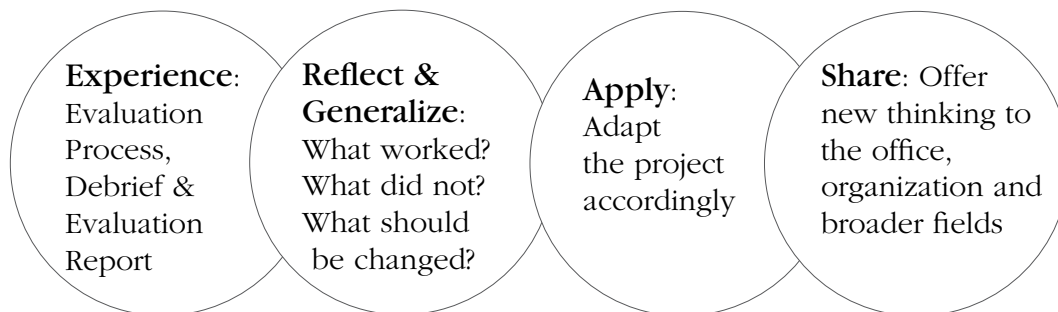 Experience:
Evaluation
Process,
Debrief &
Evaluation
Report
Reflect &
Generalize:
What worked?
What did not?
What should
be changed?
Apply:
Adapt
the project
accordingly
Share: Offer
new thinking to
the office,
organization and
broader fields